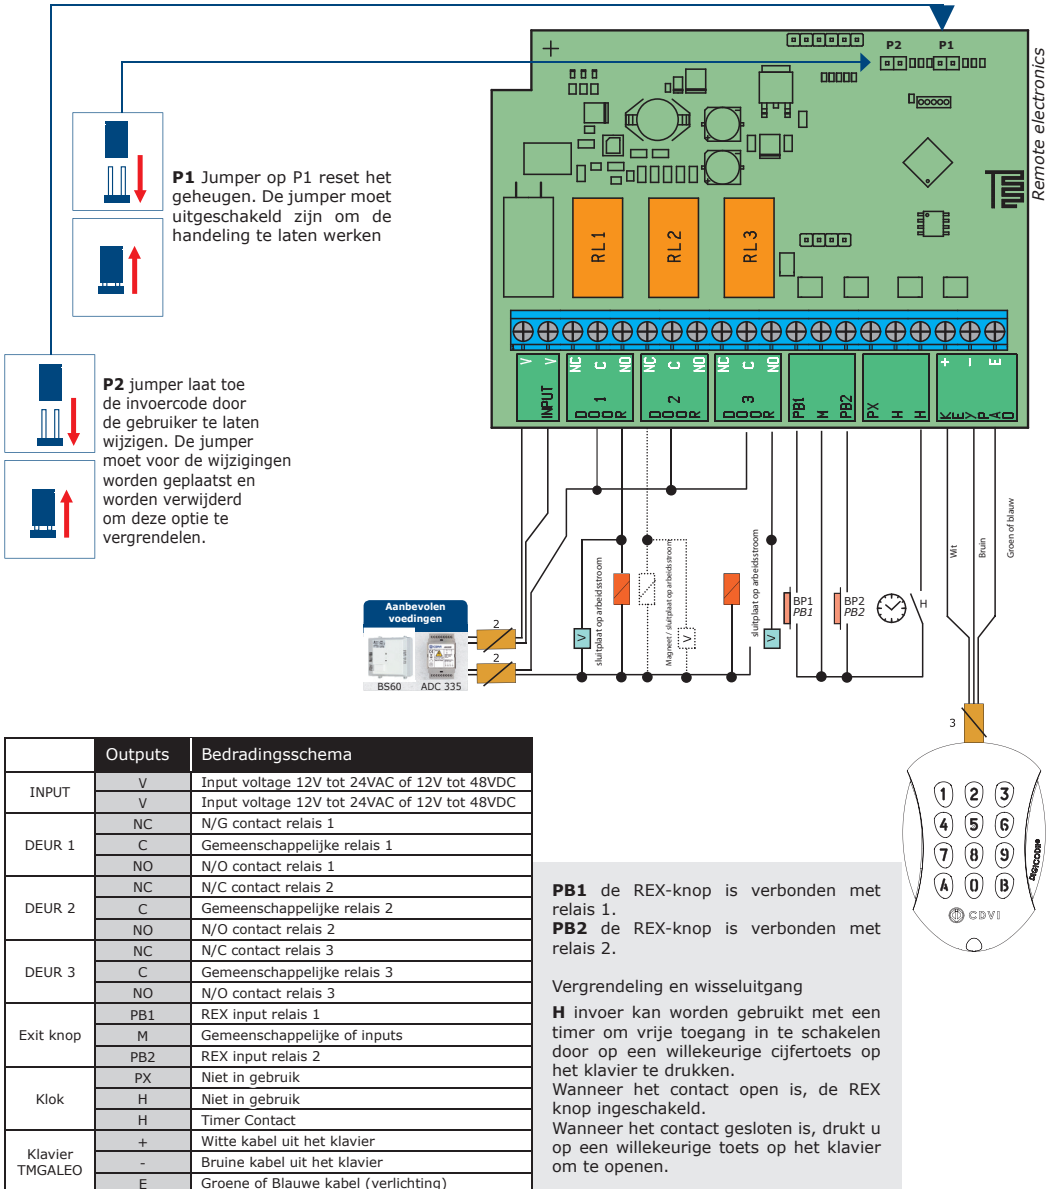 P2 P1
Remote electronics
P1 Jumper op P1 reset het
geheugen. De jumper moet
uitgeschakeld zijn om de
handeling te laten werken
RL1
RL2
RL3
P2 jumper laat toe
de invoercode door
de gebruiker te laten
wijzigen. De jumper
moet voor de wijzigingen
worden geplaatst en
worden verwijderd
om deze optie te
vergrendelen.
V V INPUT
NC C NO DOOR 1
NC C NO DOOR 2
NC C NO DOOR 3
PB1 M PB2
PX H H
+ - E KEYPAD
sluitplaat op arbeidsstroom
Magneet / sluitplaat op arbeidsstroom
sluitplaat op arbeidsstroom
V
V
V
BP1
PB1
BP2
PB2
H
Wit
Bruin
Groen of blauw
Aanbevolen
voedingen
BS60 ADC 335
2
2
3
1 2 3
4 5 6
7 8 9
A 0 B
DIGICODE®
CDVI
Outputs Bedradingsschema
INPUT
V Input voltage 12V tot 24VAC of 12V tot 48VDC
V Input voltage 12V tot 24VAC of 12V tot 48VDC
DEUR 1
NC N/G contact relais 1
C Gemeenschappelijke relais 1
NO N/O contact relais 1
DEUR 2
NC N/C contact relais 2
C Gemeenschappelijke relais 2
NO N/O contact relais 2
DEUR 3
NC N/C contact relais 3
C Gemeenschappelijke relais 3
NO N/O contact relais 3
Exit knop
PB1 REX input relais 1
M Gemeenschappelijke of inputs
PB2 REX input relais 2
Klok
PX Niet in gebruik
H Niet in gebruik
H Timer Contact
Klavier
TMGALEO
+ Witte kabel uit het klavier
- Bruine kabel uit het klavier
E Groene of Blauwe kabel (verlichting)
PB1 de REX-knop is verbonden met
relais 1.
PB2 de REX-knop is verbonden met
relais 2.
Vergrendeling en wisseluitgang
H invoer kan worden gebruikt met een
timer om vrije toegang in te schakelen
door op een willekeurige cijfertoets op
het klavier te drukken.
Wanneer het contact open is, de REX
knop ingeschakeld.
Wanneer het contact gesloten is, drukt u
op een willekeurige toets op het klavier
om te openen.